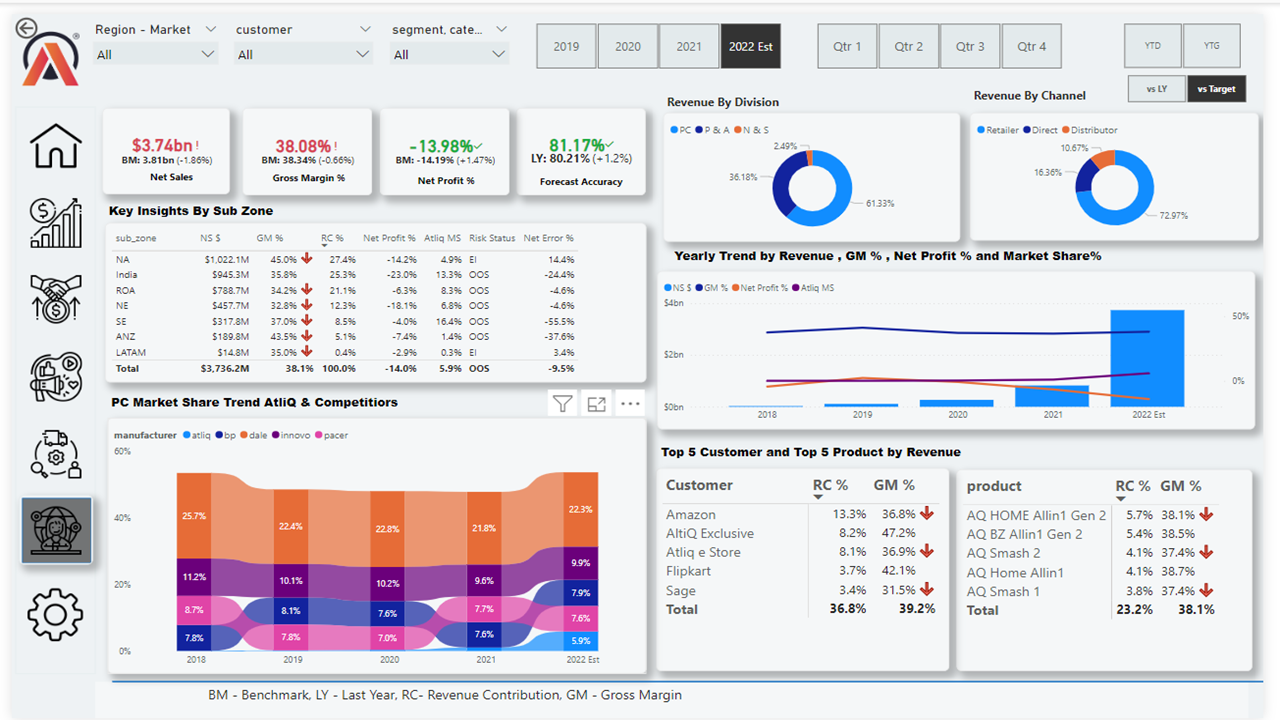 Region - Market customer segment, cate...
All All All
2019 2020 2021 2022 Est
Qtr 1 Qtr 2 Qtr 3 Qtr 4
YTD YTG
vs LY vs Target
$3.74bn!
BM: 3.81bn (-1.86%)
Net Sales
38.08%!
BM: 38.34% (-0.66%)
Gross Margin %
-13.98%✓
BM: -14.19% (+1.47%)
Net Profit %
81.17%✓
LY: 80.21% (+1.2%)
Forecast Accuracy
Revenue By Division
PC P & A N & S
2.49%
36.18%
61.33%
Revenue By Channel
Retailer Direct Distributor
10.67%
16.36%
72.97%
Key Insights By Sub Zone
sub_zone NS $ GM % RC % Net Profit % Atliq MS Risk Status Net Error %
NA $1,022.1M 45.0% 27.4% -14.2% 4.9% EI 14.4%
India $945.3M 35.8% 25.3% -23.0% 13.3% OOS -24.4%
ROA $788.7M 34.2% 21.1% -6.3% 8.3% OOS -4.6%
NE $457.7M 32.8% 12.3% -18.1% 6.8% OOS -4.6%
SE $317.8M 37.0% 8.5% -4.0% 16.4% OOS -55.5%
ANZ $189.8M 43.5% 5.1% -7.4% 1.4% OOS -37.6%
LATAM $14.8M 35.0% 0.4% -2.9% 0.3% EI 3.4%
Total $3,736.2M 38.1% 100.0% -14.0% 5.9% OOS -9.5%
Yearly Trend by Revenue , GM % , Net Profit % and Market Share%
NS $ GM % Net Profit % Atliq MS
$4bn
50%
$2bn
0%
$0bn
2018 2019 2020 2021 2022 Est
PC Market Share Trend AtliQ & Competitiors
manufacturer atliq bp dale innovo pacer
60%
40%
20%
0%
25.7% 22.4% 22.8% 21.8% 22.3%
11.2% 10.1% 10.2% 9.6% 9.9%
8.7% 8.1% 7.6% 7.7% 7.9%
7.8% 7.8% 7.0% 7.6% 7.6%
5.9%
2018 2019 2020 2021 2022 Est
Top 5 Customer and Top 5 Product by Revenue
Customer RC % GM %
Amazon 13.3% 36.8%
AltiQ Exclusive 8.2% 47.2%
Atliq e Store 8.1% 36.9%
Flipkart 3.7% 42.1%
Sage 3.4% 31.5%
Total 36.8% 39.2%
product RC % GM %
AQ HOME Allin1 Gen 2 5.7% 38.1%
AQ BZ Allin1 Gen 2 5.4% 38.5%
AQ Smash 2 4.1% 37.4%
AQ Home Allin1 4.1% 38.7%
AQ Smash 1 3.8% 37.4%
Total 23.2% 38.1%
BM - Benchmark, LY - Last Year, RC- Revenue Contribution, GM - Gross Margin